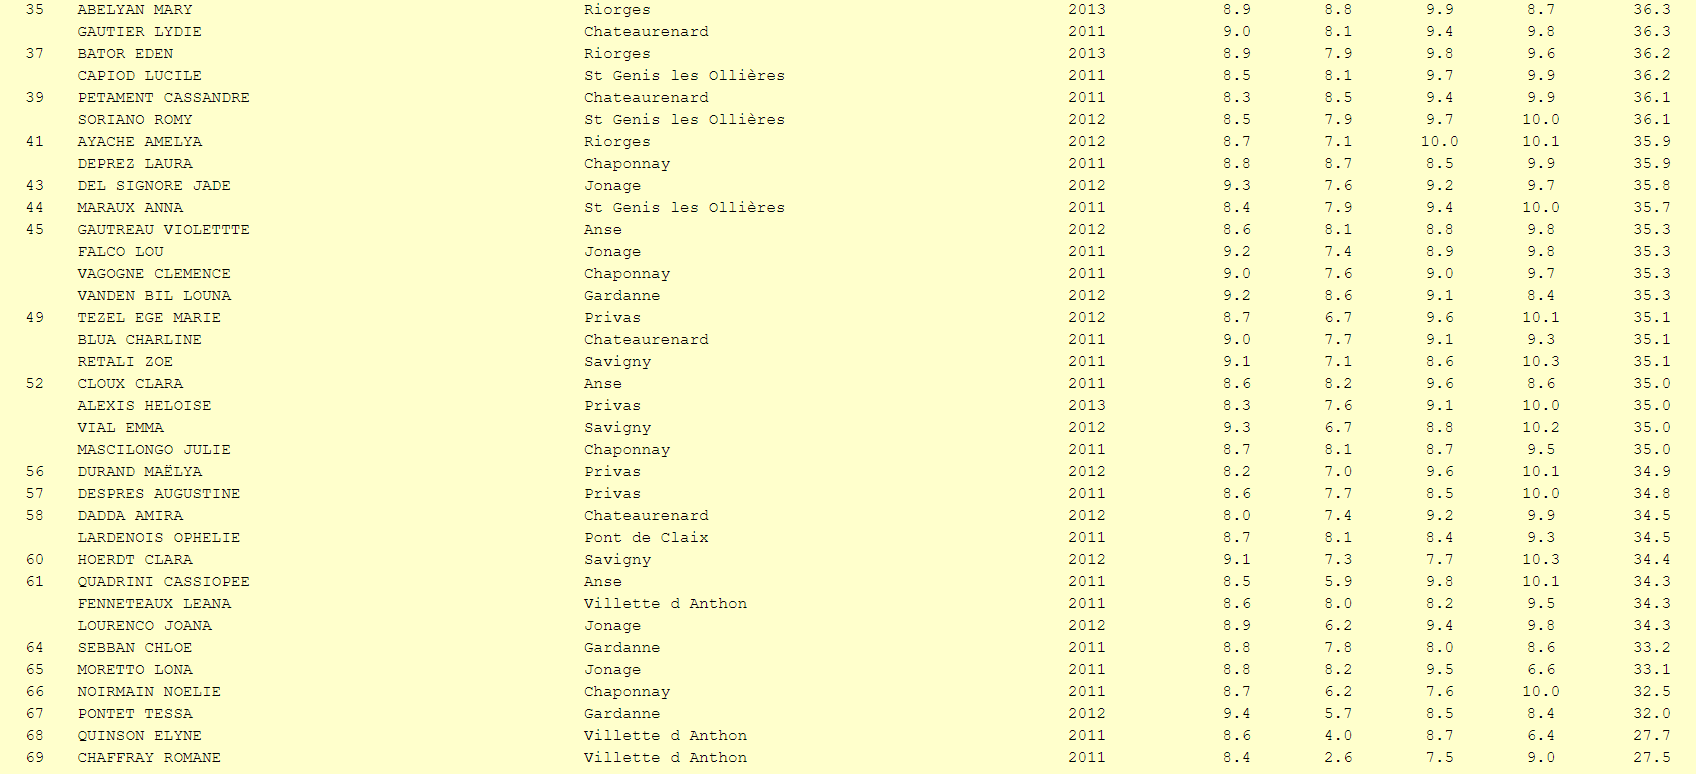 35 ABELYAN MARY Riorges 2013 8.9 8.8 9.9 8.7 36.3
GAUTIER LYDIE Chateaurenard 2011 9.0 8.1 9.4 9.8 36.3
37 BATOR EDEN Riorges 2013 8.9 7.9 9.8 9.6 36.2
CAPIOD LUCILE St Genis les Ollières 2011 8.5 8.1 9.7 9.9 36.2
39 PETAMENT CASSANDRE Chateaurenard 2011 8.3 8.5 9.4 9.9 36.1
SORIANO ROMY St Genis les Ollières 2012 8.5 7.9 9.7 10.0 36.1
41 AYACHE AMELYA Riorges 2012 8.7 7.1 10.0 10.1 35.9
DEPREZ LAURA Chaponnay 2011 8.8 8.7 8.5 9.9 35.9
43 DEL SIGNORE JADE Jonage 2012 9.3 7.6 9.2 9.7 35.8
44 MARAUX ANNA St Genis les Ollières 2011 8.4 7.9 9.4 10.0 35.7
45 GAUTREAU VIOLETTTE Anse 2012 8.6 8.1 8.8 9.8 35.3
FALCO LOU Jonage 2011 9.2 7.4 8.9 9.8 35.3
VAGOGNE CLEMENCE Chaponnay 2011 9.0 7.6 9.0 9.7 35.3
VANDEN BIL LOUNA Gardanne 2012 9.2 8.6 9.1 8.4 35.3
49 TEZEL EGE MARIE Privas 2012 8.7 6.7 9.6 10.1 35.1
BLUA CHARLINE Chateaurenard 2011 9.0 7.7 9.1 9.3 35.1
RETALI ZOE Savigny 2011 9.1 7.1 8.6 10.3 35.1
52 CLOUX CLARA Anse 2011 8.6 8.2 9.6 8.6 35.0
ALEXIS HELOISE Privas 2013 8.3 7.6 9.1 10.0 35.0
VIAL EMMA Savigny 2012 9.3 6.7 8.8 10.2 35.0
MASCILONGO JULIE Chaponnay 2011 8.7 8.1 8.7 9.5 35.0
56 DURAND MAËLYA Privas 2012 8.2 7.0 9.6 10.1 34.9
57 DESPRES AUGUSTINE Privas 2011 8.6 7.7 8.5 10.0 34.8
58 DADDA AMIRA Chateaurenard 2012 8.0 7.4 9.2 9.9 34.5
LARDENOIS OPHELIE Pont de Claix 2011 8.7 8.1 8.4 9.3 34.5
60 HOERDT CLARA Savigny 2012 9.1 7.3 7.7 10.3 34.4
61 QUADRINI CASSIOPEE Anse 2011 8.5 5.9 9.8 10.1 34.3
FENNETEAUX LEANA Villette d Anthon 2011 8.6 8.0 8.2 9.5 34.3
LOURENCO JOANA Jonage 2012 8.9 6.2 9.4 9.8 34.3
64 SEBBAN CHLOE Gardanne 2011 8.8 7.8 8.0 8.6 33.2
65 MORETTO LONA Jonage 2011 8.8 8.2 9.5 6.6 33.1
66 NOIRMAIN NOELIE Chaponnay 2011 8.7 6.2 7.6 10.0 32.5
67 PONTET TESSA Gardanne 2012 9.4 5.7 8.5 8.4 32.0
68 QUINSON ELYNE Villette d Anthon 2011 8.6 4.0 8.7 6.4 27.7
69 CHAFFRAY ROMANE Villette d Anthon 2011 8.4 2.6 7.5 9.0 27.5